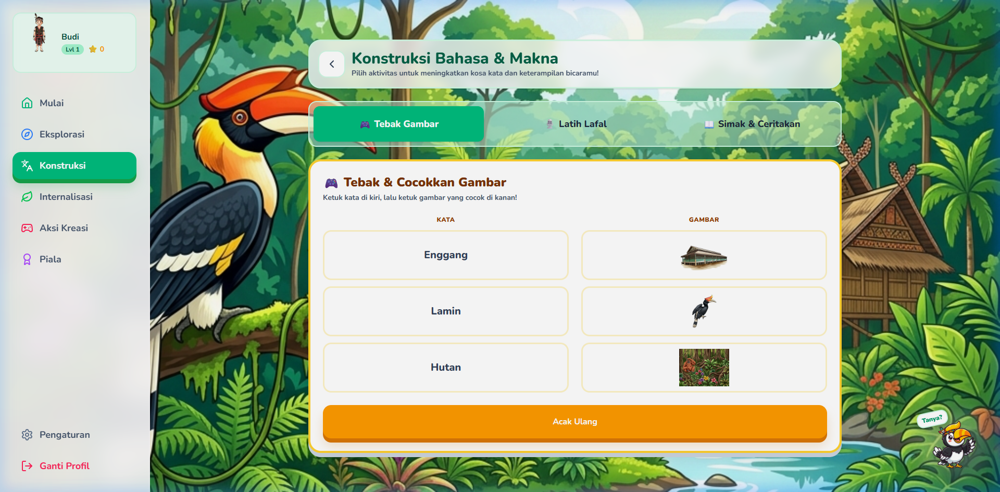 Budi
Lvl 1
0
Mulai
Eksplorasi
Konstruksi
Internalisasi
Aksi Kreasi
Piala
Pengaturan
Ganti Profil
Konstruksi Bahasa & Makna
Pilih aktivitas untuk meningkatkan kosa kata dan keterampilan bicaramu!
Tebak Gambar
Latih Lafal
Simak & Ceritakan
Tebak & Cocokkan Gambar
Ketuk kata di kiri, lalu ketuk gambar yang cocok di kanan!
KATA
GAMBAR
Enggang
Lamin
Hutan
Acak Ulang
Tanya?